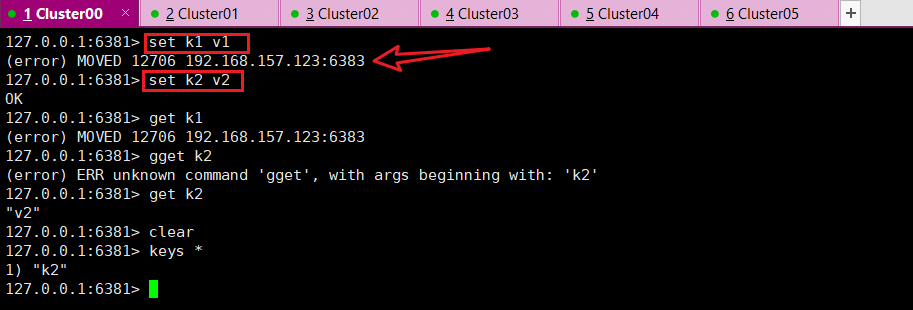 1 Cluster00 × 2 Cluster01 3 Cluster02 4 Cluster03 5 Cluster04 6 Cluster05 +
127.0.0.1:6381> set k1 v1
(error) MOVED 12706 192.168.157.123:6383
127.0.0.1:6381> set k2 v2
OK
127.0.0.1:6381> get k1
(error) MOVED 12706 192.168.157.123:6383
127.0.0.1:6381> gget k2
(error) ERR unknown command 'gget', with args beginning with: 'k2'
127.0.0.1:6381> get k2
"v2"
127.0.0.1:6381> clear
127.0.0.1:6381> keys *
1) "k2"
127.0.0.1:6381>